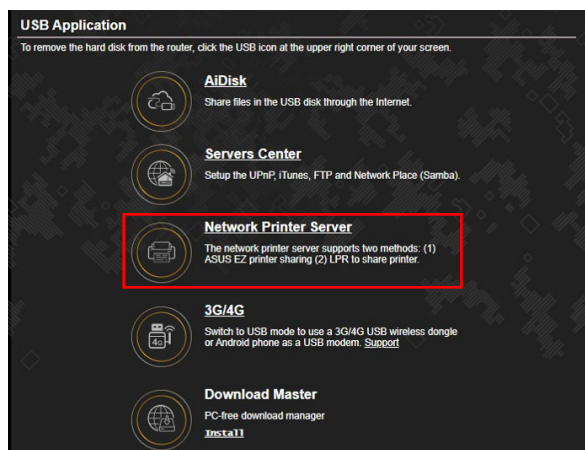 USB Application
To remove the hard disk from the router, click the USB icon at the upper right corner of your screen.
AiDisk
Share files in the USB disk through the Internet.
Servers Center
Setup the UPnP, iTunes, FTP and Network Place (Samba).
Network Printer Server
The network printer server supports two methods: (1)
ASUS EZ printer sharing (2) LPR to share printer.
3G/4G
4G
Switch to USB mode to use a 3G/4G USB wireless dongle
or Android phone as a USB modem. Support
Download Master
PC-free download manager
Install